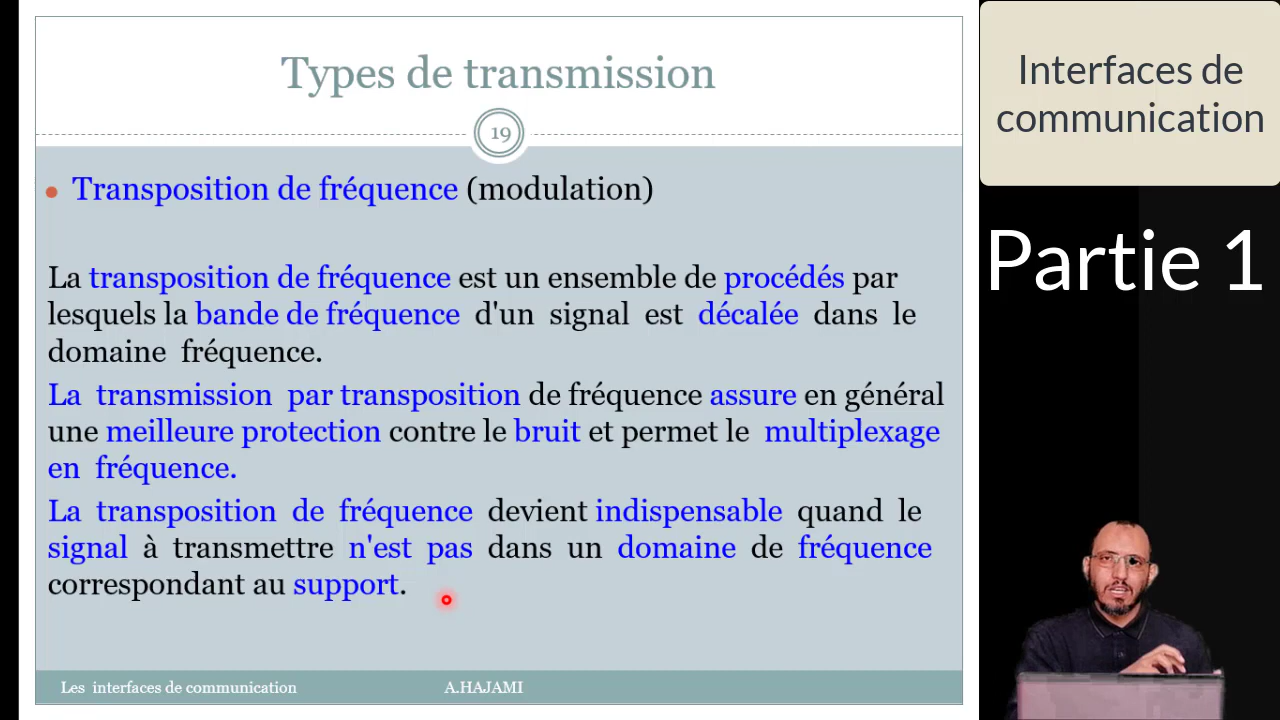 Types de transmission
19
Transposition de fréquence (modulation)
La transposition de fréquence est un ensemble de procédés par
lesquels la bande de fréquence d'un signal est décalée dans le
domaine fréquence.
La transmission par transposition de fréquence assure en général
une meilleure protection contre le bruit et permet le multiplexage
en fréquence.
La transposition de fréquence devient indispensable quand le
signal à transmettre n'est pas dans un domaine de fréquence
correspondant au support.
Les interfaces de communication
A.HAJAMI
Interfaces de
communication
Partie 1